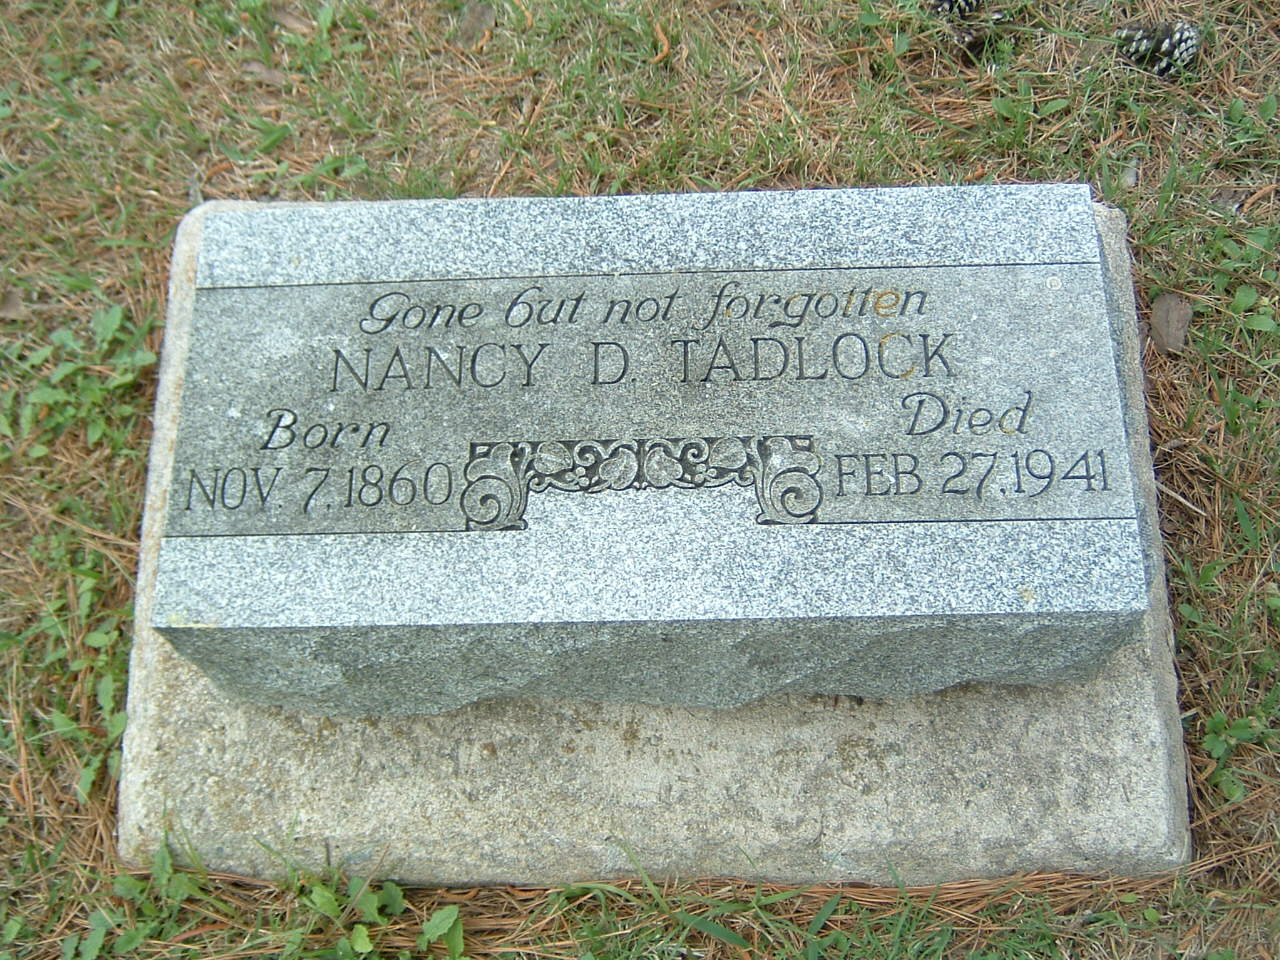 Gone but not forgotten
NANCY D. TADLOCK
Born Died
NOV. 7. 1860 FEB. 27. 1941